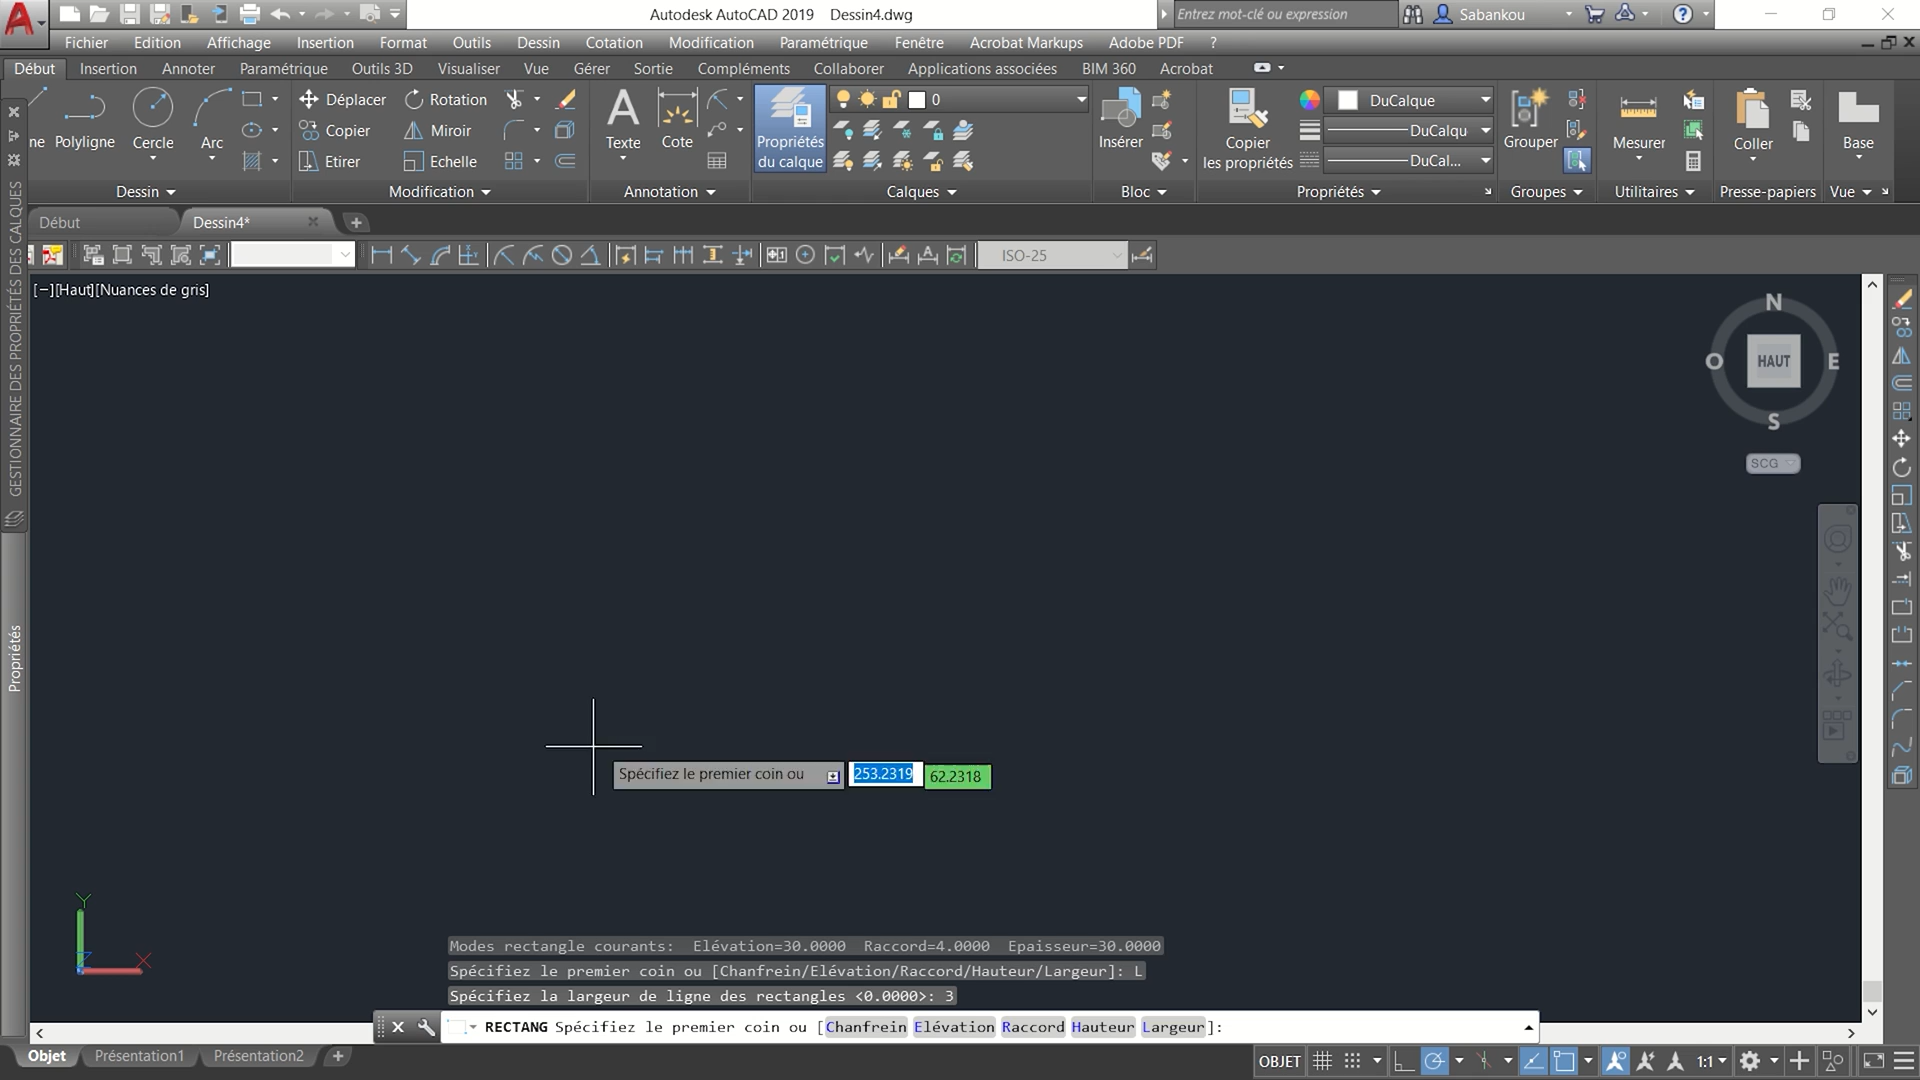 Autodesk AutoCAD 2019 Dessin4.dwg
Entrez mot-clé ou expression
Sabankou
Fichier Edition Affichage Insertion Format Outils Dessin Cotation Modification Paramétrique Fenêtre Acrobat Markups Adobe PDF ?
Début Insertion Annoter Paramétrique Outils 3D Visualiser Vue Gérer Sortie Compléments Collaborer Applications associées BIM 360 Acrobat
Déplacer Rotation 0 DuCalque
ne Polyligne Cercle Arc Copier Miroir Texte Cote Propriétés du calque Insérer Copier les propriétés DuCalqu Grouper Mesurer Coller Base
Etirer Echelle DuCal...
Dessin Modification Annotation Calques Bloc Propriétés Groupes Utilitaires Presse-papiers Vue
Début Dessin4*
ISO-25
GESTIONNAIRE DES PROPRIÉTÉS DES CALQUES
Propriétés
[−][Haut][Nuances de gris]
N
O HAUT E
S
SCG
Spécifiez le premier coin ou 253.2319 62.2318
Y
X
Modes rectangle courants: Elévation=30.0000 Raccord=4.0000 Epaisseur=30.0000
Spécifiez le premier coin ou [Chanfrein/Elévation/Raccord/Hauteur/Largeur]: L
Spécifiez la largeur de ligne des rectangles <0.0000>: 3
RECTANG Spécifiez le premier coin ou [Chanfrein Elévation Raccord Hauteur Largeur]:
Objet Présentation1 Présentation2 +
OBJET 1:1